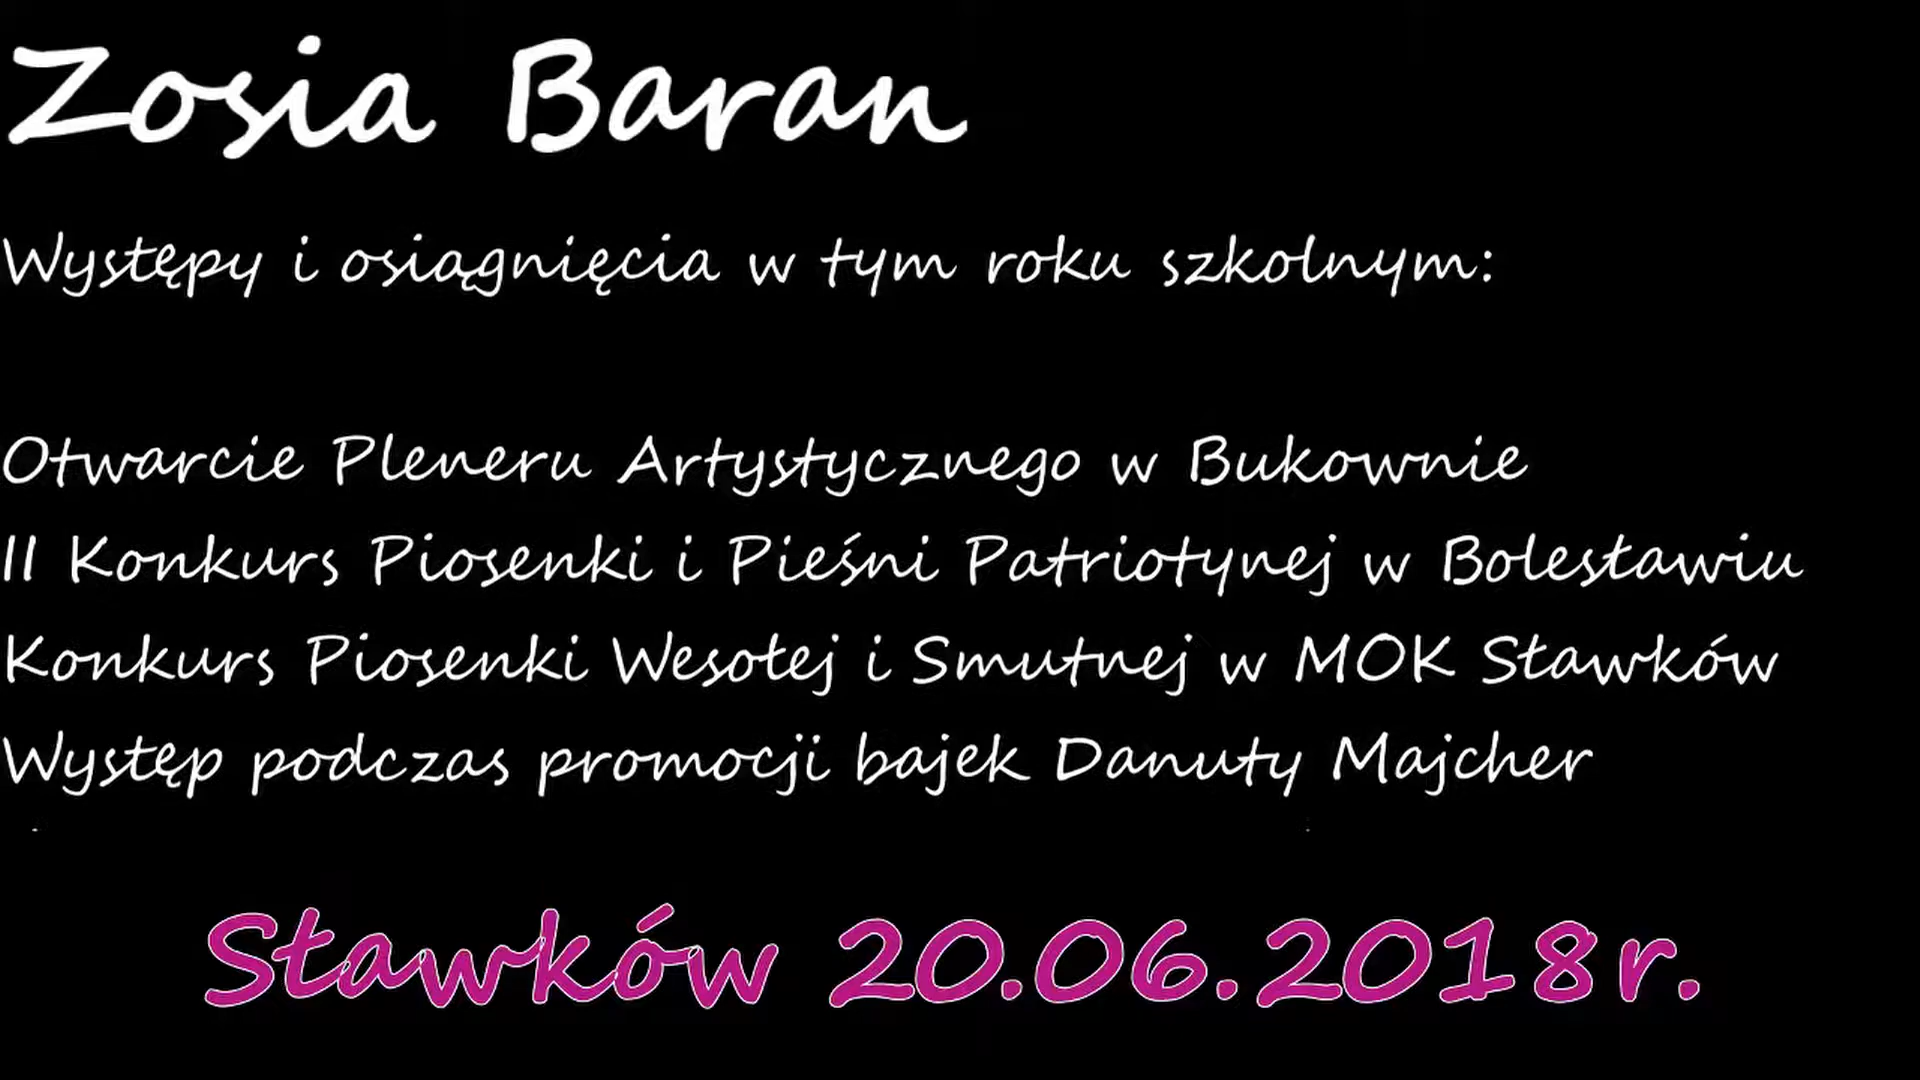 Zosia Baran
Występy i osiągnięcia w tym roku szkolnym:
Otwarcie Pleneru Artystycznego w Bukownie
II Konkurs Piosenki i Pieśni Patriotynej w Bolesławiu
Konkurs Piosenki Wesołej i Smutnej w MOK Sławków
Występ podczas promocji bajek Danuty Majcher
Sławków 20.06.2018r.